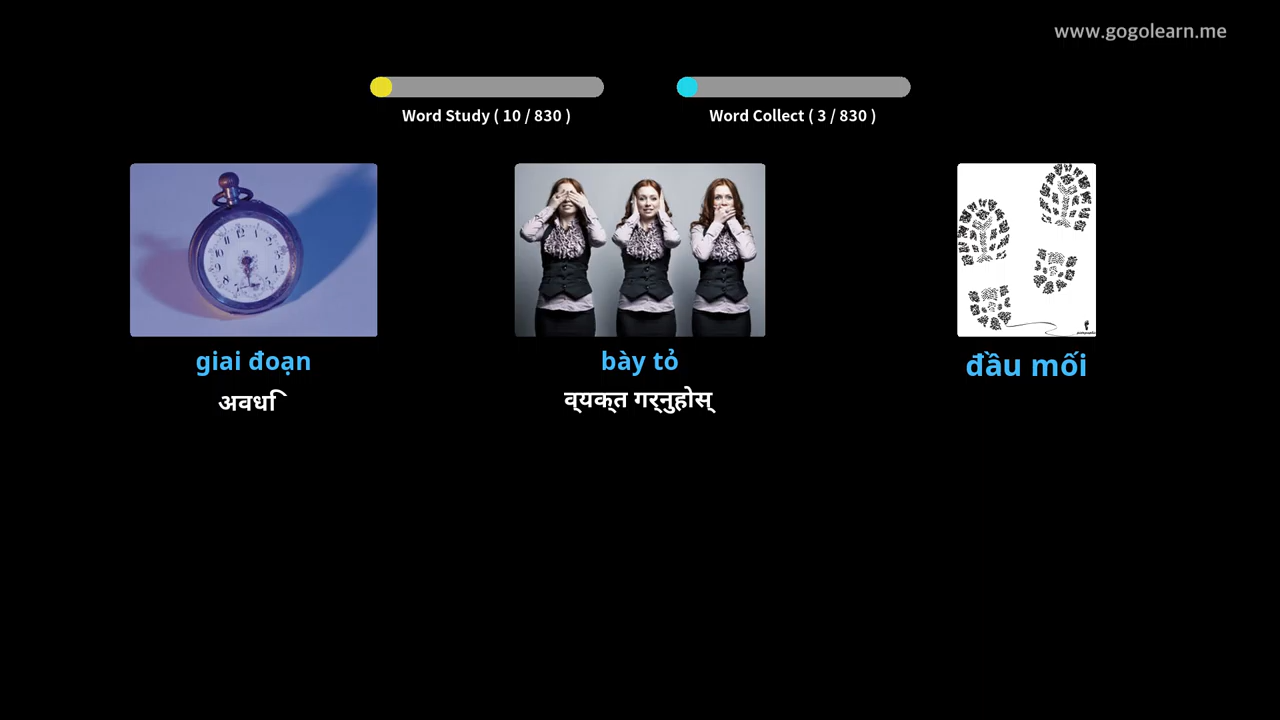 www.gogolearn.me
Word Study ( 10 / 830 )
Word Collect ( 3 / 830 )
giai đoạn
अवधि
bày tỏ
व्यक्त गर्नुहोस्
đầu mối